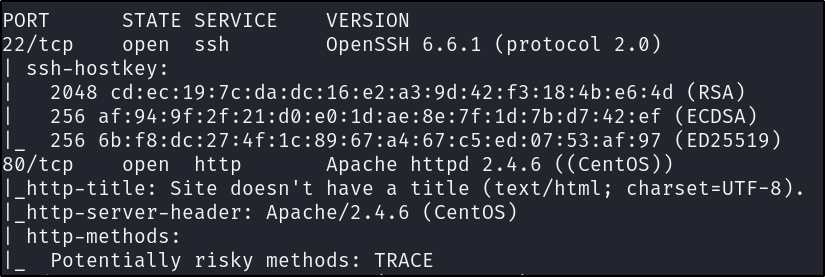 PORT STATE SERVICE VERSION
22/tcp open ssh OpenSSH 6.6.1 (protocol 2.0)
| ssh-hostkey:
| 2048 cd:ec:19:7c:da:dc:16:e2:a3:9d:42:f3:18:4b:e6:4d (RSA)
| 256 af:94:9f:2f:21:d0:e0:1d:ae:8e:7f:1d:7b:d7:42:ef (ECDSA)
|_ 256 6b:f8:dc:27:4f:1c:89:67:a4:67:c5:ed:07:53:af:97 (ED25519)
80/tcp open http Apache httpd 2.4.6 ((CentOS))
|_http-title: Site doesn't have a title (text/html; charset=UTF-8).
|_http-server-header: Apache/2.4.6 (CentOS)
| http-methods:
|_ Potentially risky methods: TRACE